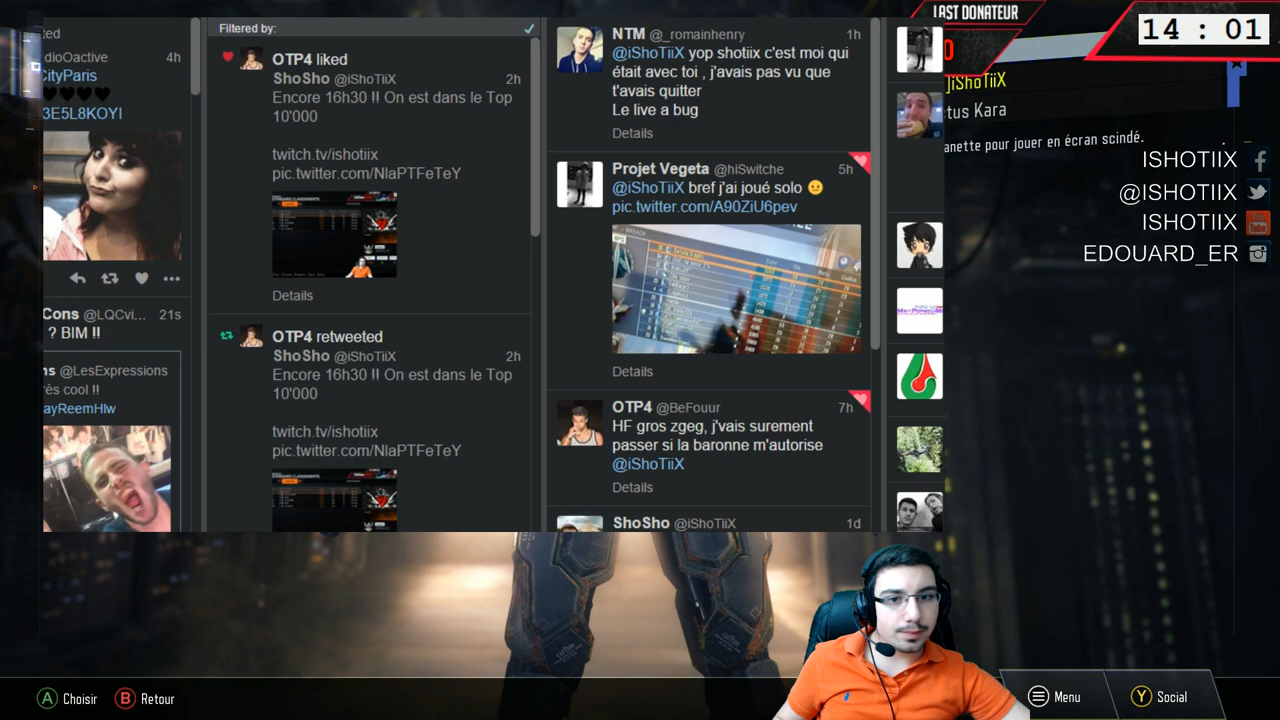 ted
dioOactive 4h
CityParis
3E5L8KOYI
Cons @LQCvi... 21s
? BIM !!
ns @LesExpressions
rès cool !!
ayReemHlw
Filtered by:
OTP4 liked
ShoSho @iShoTiiX 2h
Encore 16h30 !! On est dans le Top
10'000
twitch.tv/ishotiix
pic.twitter.com/NlaPTFeTeY
Details
OTP4 retweeted
ShoSho @iShoTiiX 2h
Encore 16h30 !! On est dans le Top
10'000
twitch.tv/ishotiix
pic.twitter.com/NlaPTFeTeY
NTM @_romainhenry 1h
@iShoTiiX yop shotiix c'est moi qui
était avec toi , j'avais pas vu que
t'avais quitter
Le live a bug
Details
Projet Vegeta @hiSwitche 5h
@iShoTiiX bref j'ai joué solo
pic.twitter.com/A90ZiU6pev
Details
OTP4 @BeFouur 7h
HF gros zgeg, j'vais surement
passer si la baronne m'autorise
@iShoTiiX
Details
ShoSho @iShoTiiX 1d
LAST DONATEUR
14 : 01
0
]iShoTiiX
tus Kara
anette pour jouer en écran scindé.
ISHOTIIX
@ISHOTIIX
ISHOTIIX
EDOUARD_ER
A Choisir
B Retour
Menu
Y Social